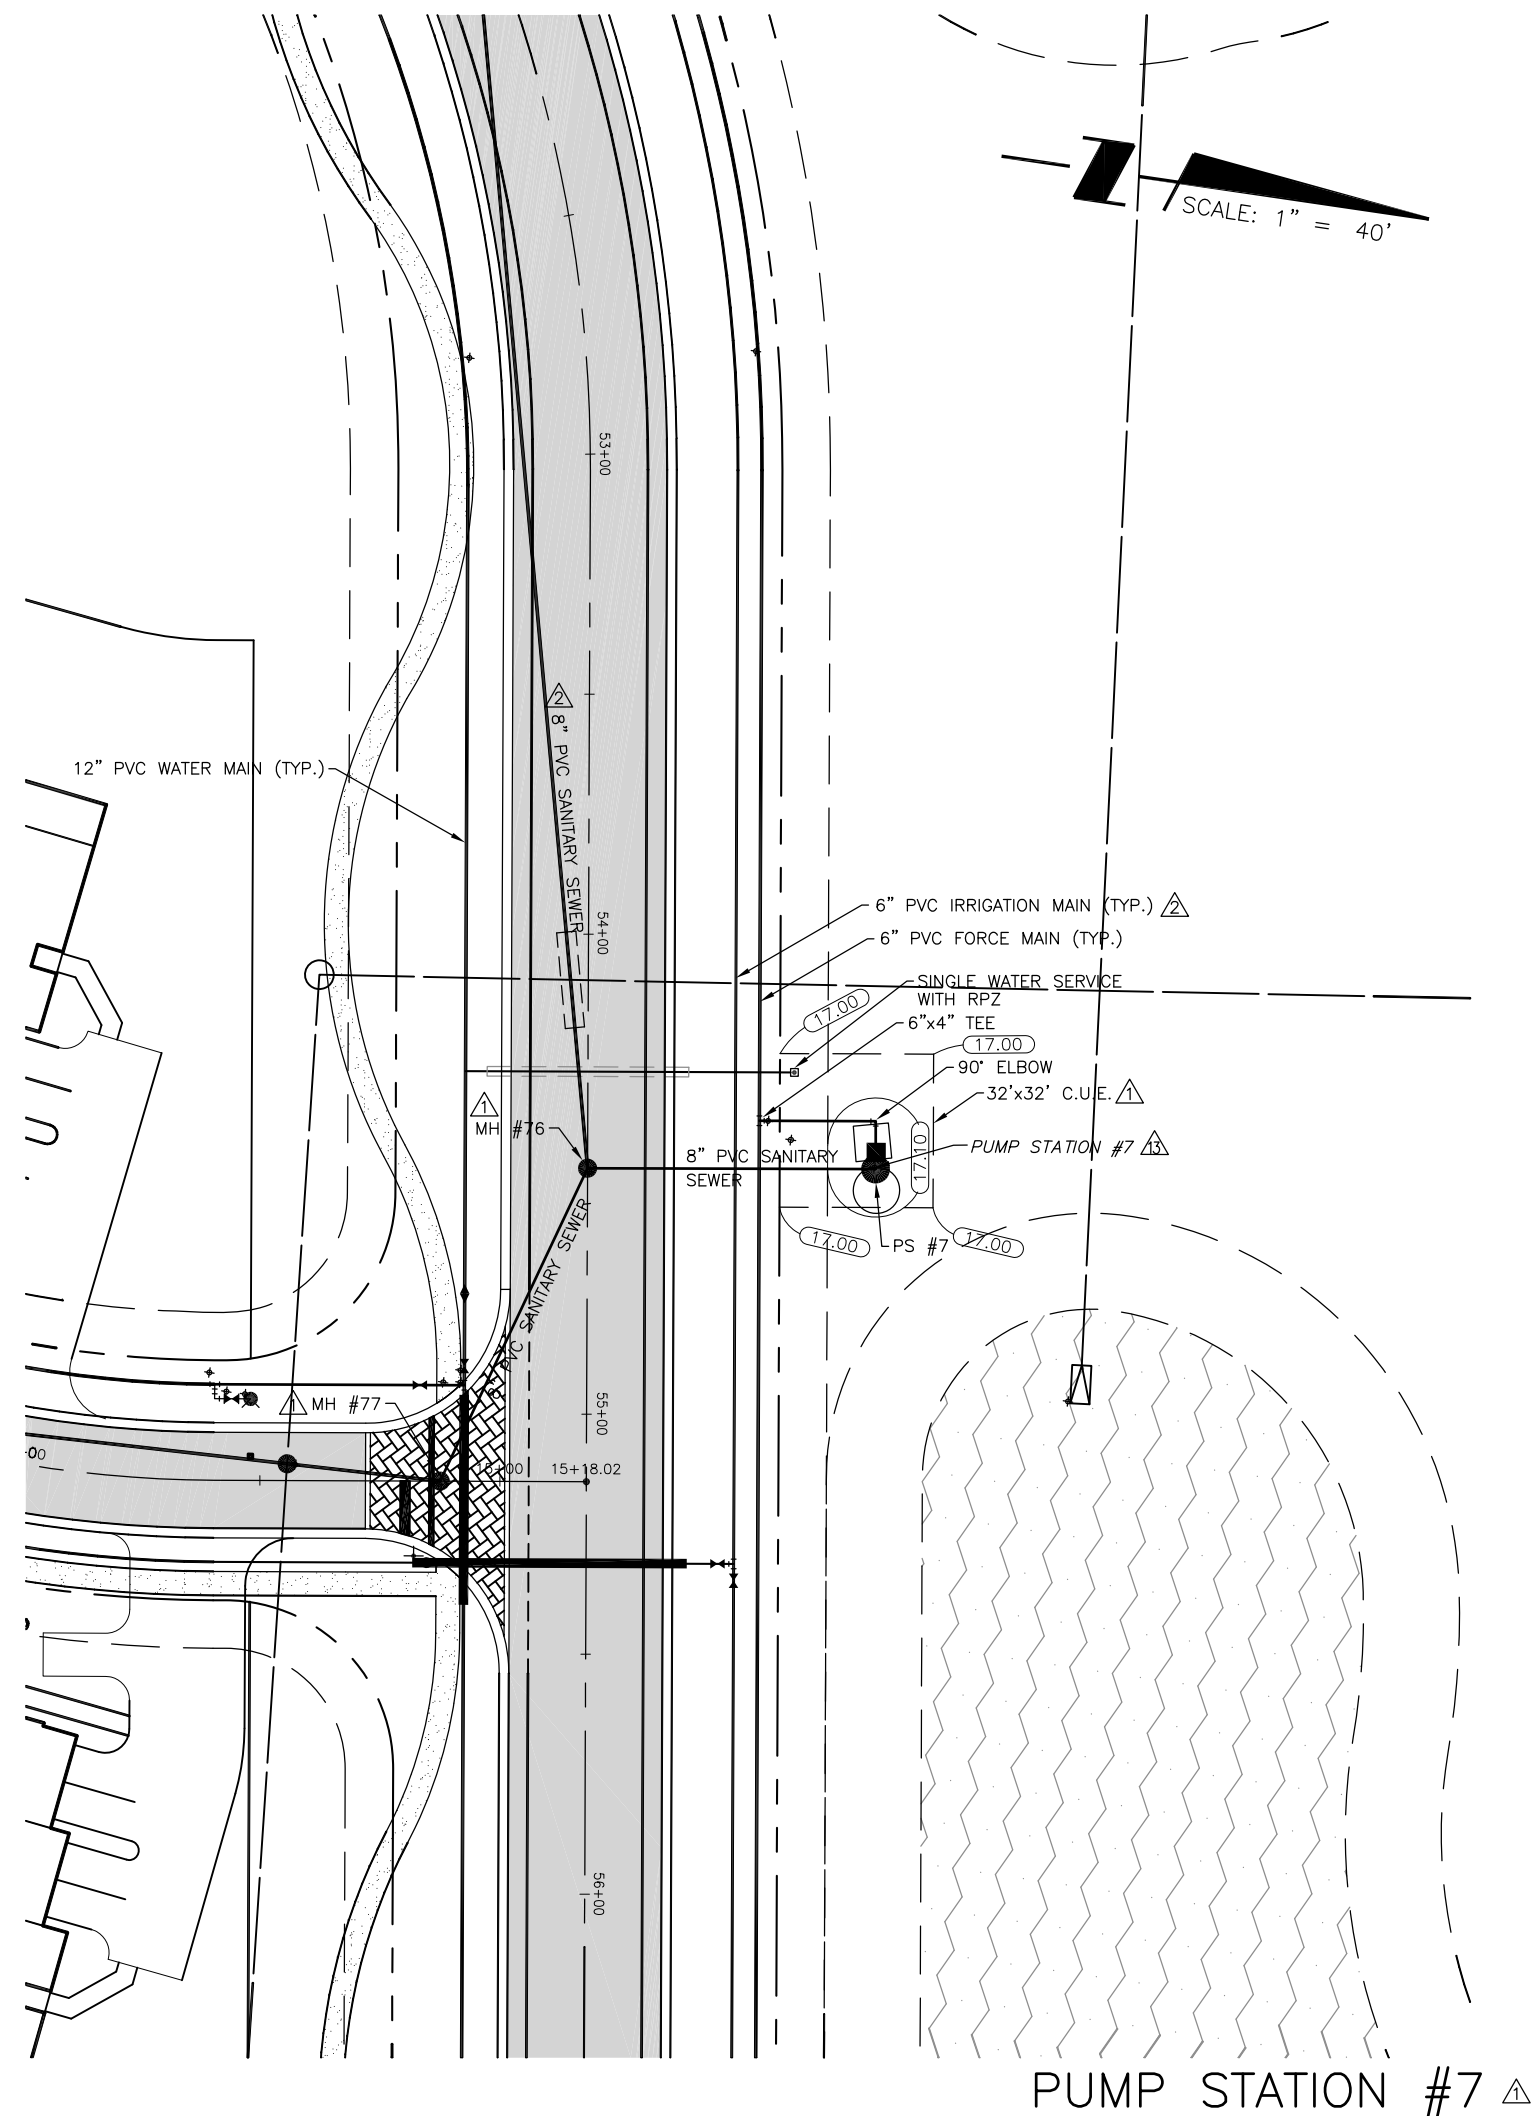 SCALE: 1" = 40'
53+00
2
8" PVC SANITARY SEWER
12" PVC WATER MAIN (TYP.)
54+00
6" PVC IRRIGATION MAIN (TYP.) 2
6" PVC FORCE MAIN (TYP.)
SINGLE WATER SERVICE
WITH RPZ
17.00
6"x4" TEE
17.00
90° ELBOW
32'x32' C.U.E. 1
1
MH #76
PUMP STATION #7 13
17.10
8" PVC SANITARY
SEWER
17.00
PS #7
17.00
8" PVC SANITARY SEWER
1 MH #77
55+00
15+00
15+18.02
+00
56+00
PUMP STATION #7 1